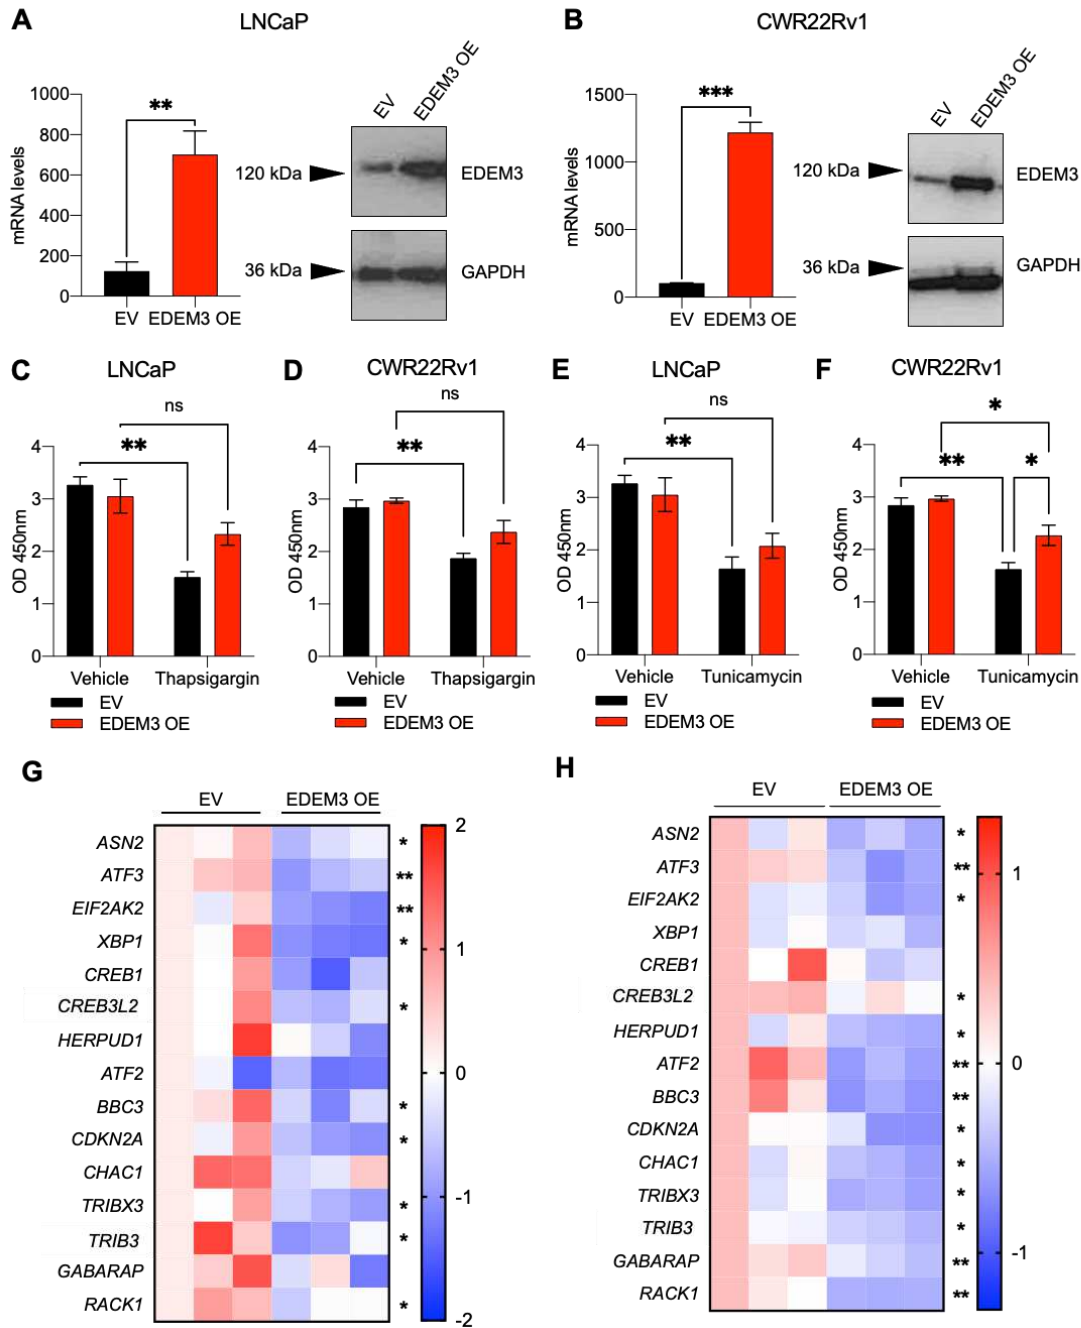 A
LNCaP
1000
800
600
400
200
0
mRNA levels
**
EV
EDEM3 OE
EV
EDEM3 OE
120 kDa
EDEM3
36 kDa
GAPDH
B
CWR22Rv1
1500
1000
500
0
mRNA levels
***
EV
EDEM3 OE
EV
EDEM3 OE
120 kDa
EDEM3
36 kDa
GAPDH
C
LNCaP
ns
**
4
3
2
1
0
OD 450nm
Vehicle
Thapsigargin
EV
EDEM3 OE
D
CWR22Rv1
ns
**
4
3
2
1
0
OD 450nm
Vehicle
Thapsigargin
EV
EDEM3 OE
E
LNCaP
ns
**
4
3
2
1
0
OD 450nm
Vehicle
Tunicamycin
EV
EDEM3 OE
F
CWR22Rv1
*
** *
4
3
2
1
0
OD 450nm
Vehicle
Tunicamycin
EV
EDEM3 OE
G
EV
EDEM3 OE
ASN2 *
ATF3 **
EIF2AK2 **
XBP1 *
CREB1
CREB3L2 *
HERPUD1
ATF2
BBC3 *
CDKN2A *
CHAC1
TRIBX3 *
TRIB3 *
GABARAP
RACK1 *
2
1
0
-1
-2
H
EV
EDEM3 OE
ASN2 *
ATF3 **
EIF2AK2 *
XBP1
CREB1
CREB3L2 *
HERPUD1 *
ATF2 **
BBC3 **
CDKN2A *
CHAC1 *
TRIBX3 *
TRIB3 *
GABARAP **
RACK1 **
1
0
-1